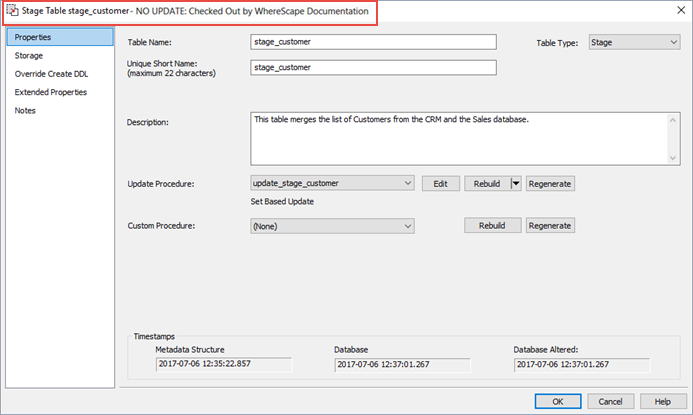 Stage Table stage_customer - NO UPDATE: Checked Out by WhereScape Documentation
Properties
Storage
Override Create DDL
Extended Properties
Notes
Table Name: stage_customer Table Type: Stage
Unique Short Name: stage_customer
(maximum 22 characters)
Description: This table merges the list of Customers from the CRM and the Sales database.
Update Procedure: update_stage_customer Edit Rebuild Regenerate
Set Based Update
Custom Procedure: (None) Rebuild Regenerate
Timestamps
Metadata Structure Database Database Altered:
2017-07-06 12:35:22.857 2017-07-06 12:37:01.267 2017-07-06 12:37:01.267
OK Cancel Help